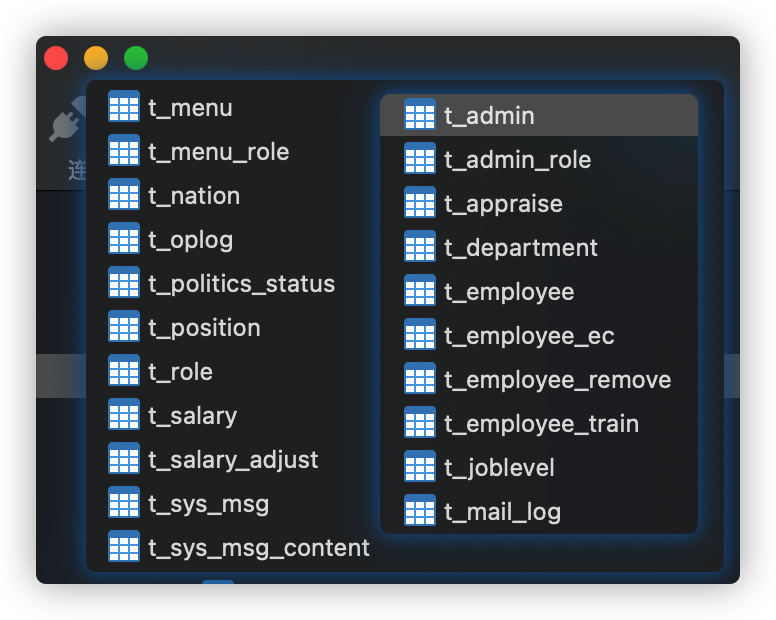 t_menu
t_menu_role
t_nation
t_oplog
t_politics_status
t_position
t_role
t_salary
t_salary_adjust
t_sys_msg
t_sys_msg_content
t_admin
t_admin_role
t_appraise
t_department
t_employee
t_employee_ec
t_employee_remove
t_employee_train
t_joblevel
t_mail_log
连